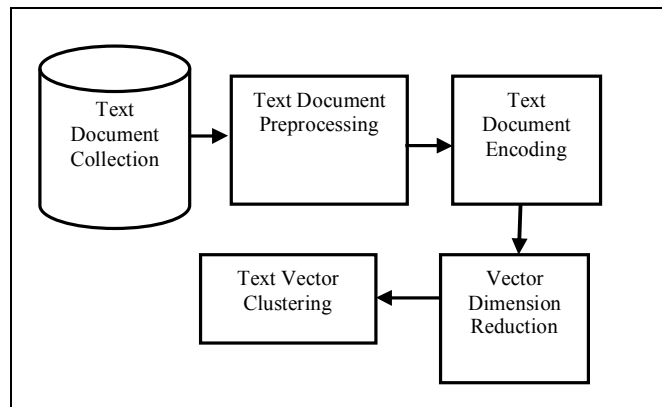 Text
Document
Collection
Text Document
Preprocessing
Text
Document
Encoding
Vector
Dimension
Reduction
Text Vector
Clustering